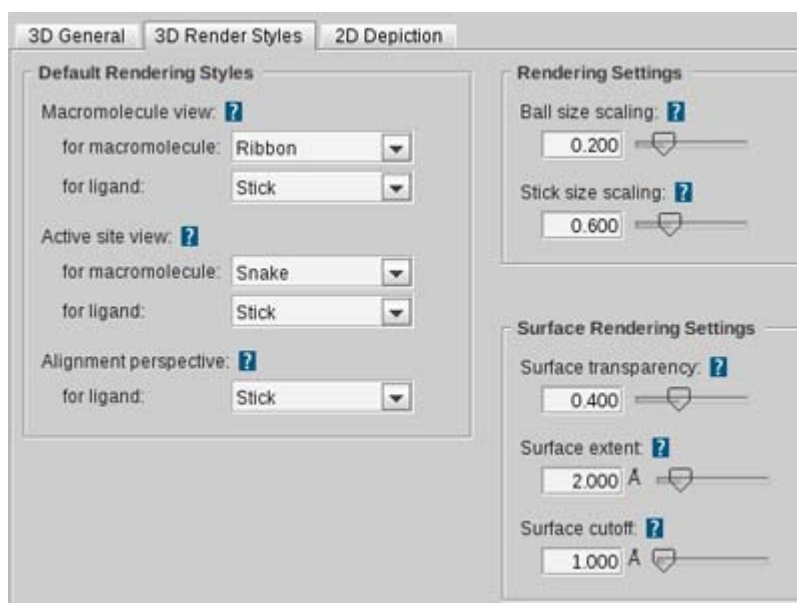 3D General 3D Render Styles 2D Depiction
Default Rendering Styles
Macromolecule view: ?
for macromolecule: Ribbon
for ligand: Stick
Active site view: ?
for macromolecule: Snake
for ligand: Stick
Alignment perspective: ?
for ligand: Stick
Rendering Settings
Ball size scaling: ?
0.200
Stick size scaling: ?
0.600
Surface Rendering Settings
Surface transparency: ?
0.400
Surface extent: ?
2.000 Å
Surface cutoff: ?
1.000 Å